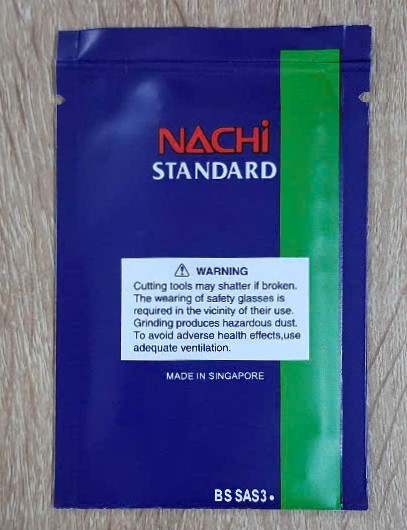 NACHi
STANDARD
⚠ WARNING
Cutting tools may shatter if broken.
The wearing of safety glasses is
required in the vicinity of their use.
Grinding produces hazardous dust.
To avoid adverse health effects,use
adequate ventilation.
MADE IN SINGAPORE
BS SAS3•